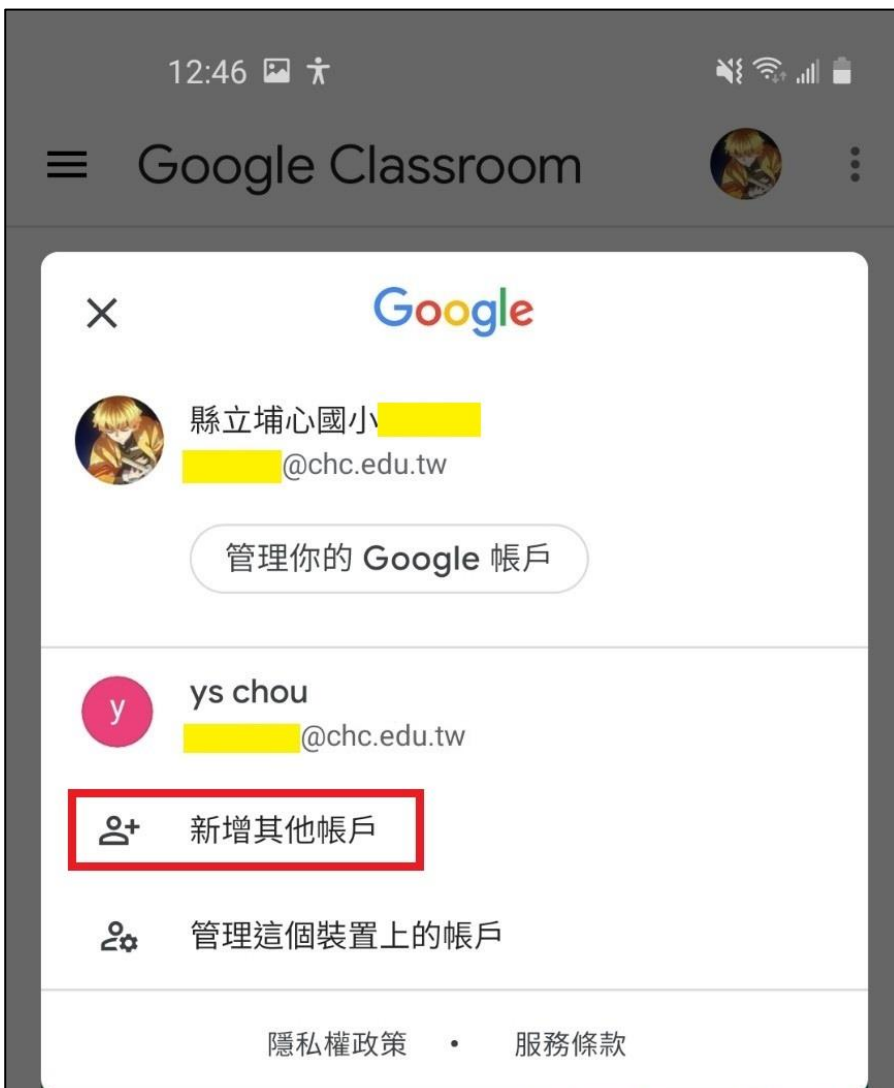 12:46
Google Classroom
Google
縣立埔心國小
@chc.edu.tw
管理你的 Google 帳戶
y
ys chou
@chc.edu.tw
新增其他帳戶
管理這個裝置上的帳戶
隱私權政策 • 服務條款